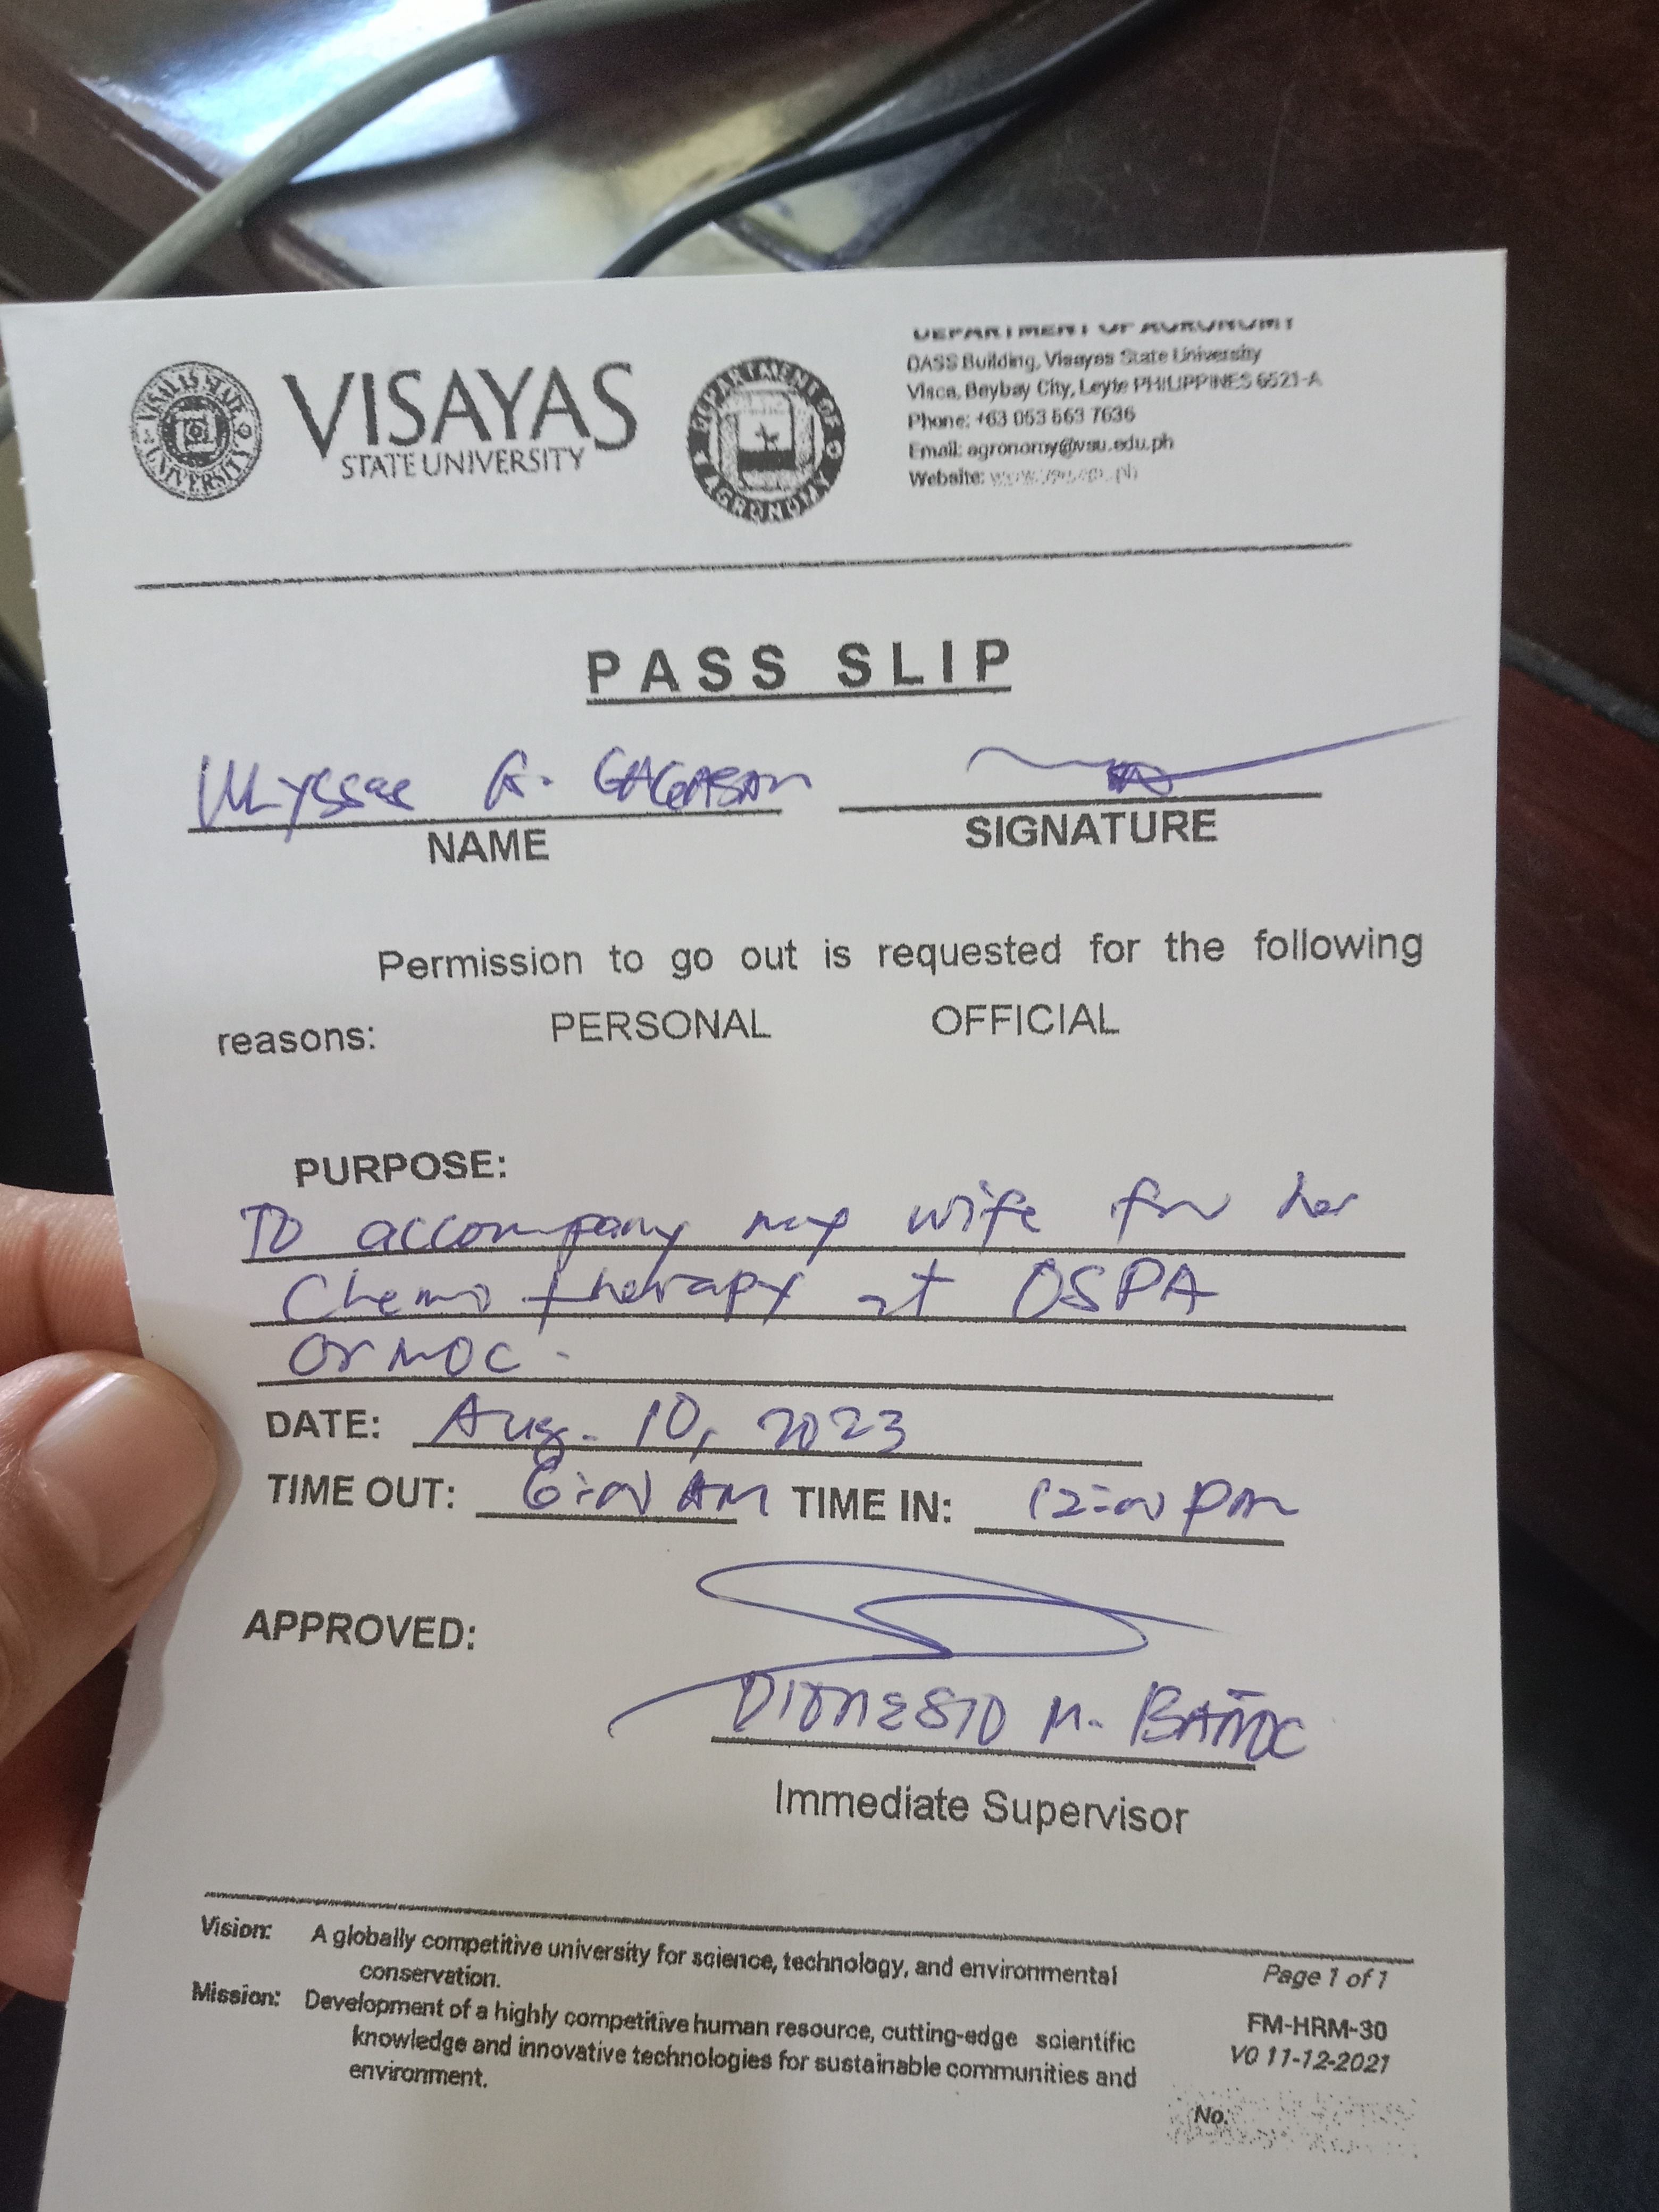 VISAYAS
STATE UNIVERSITY
DEPARTMENT OF AGRONOMY
DASS Building, Visayas State University
Visca, Baybay City, Leyte PHILIPPINES 6521-A
Phone: +63 053 563 7636
Email: agronomy@vsu.edu.ph
Website:
PASS SLIP
Ulysses A. GAGASAN
NAME SIGNATURE
Permission to go out is requested for the following
reasons: PERSONAL OFFICIAL
PURPOSE:
To accompany my wife for her
Chemo therapy at OSPA
ormoc.
DATE: Aug. 10, 2023
TIME OUT: 6:00 AM TIME IN: 12:00 PM
APPROVED:
DIONESIO M. BAÑOC
Immediate Supervisor
Vision: A globally competitive university for science, technology, and environmental
conservation.
Mission: Development of a highly competitive human resource, cutting-edge scientific
knowledge and innovative technologies for sustainable communities and
environment.
Page 1 of 1
FM-HRM-30
V0 11-12-2021
No.